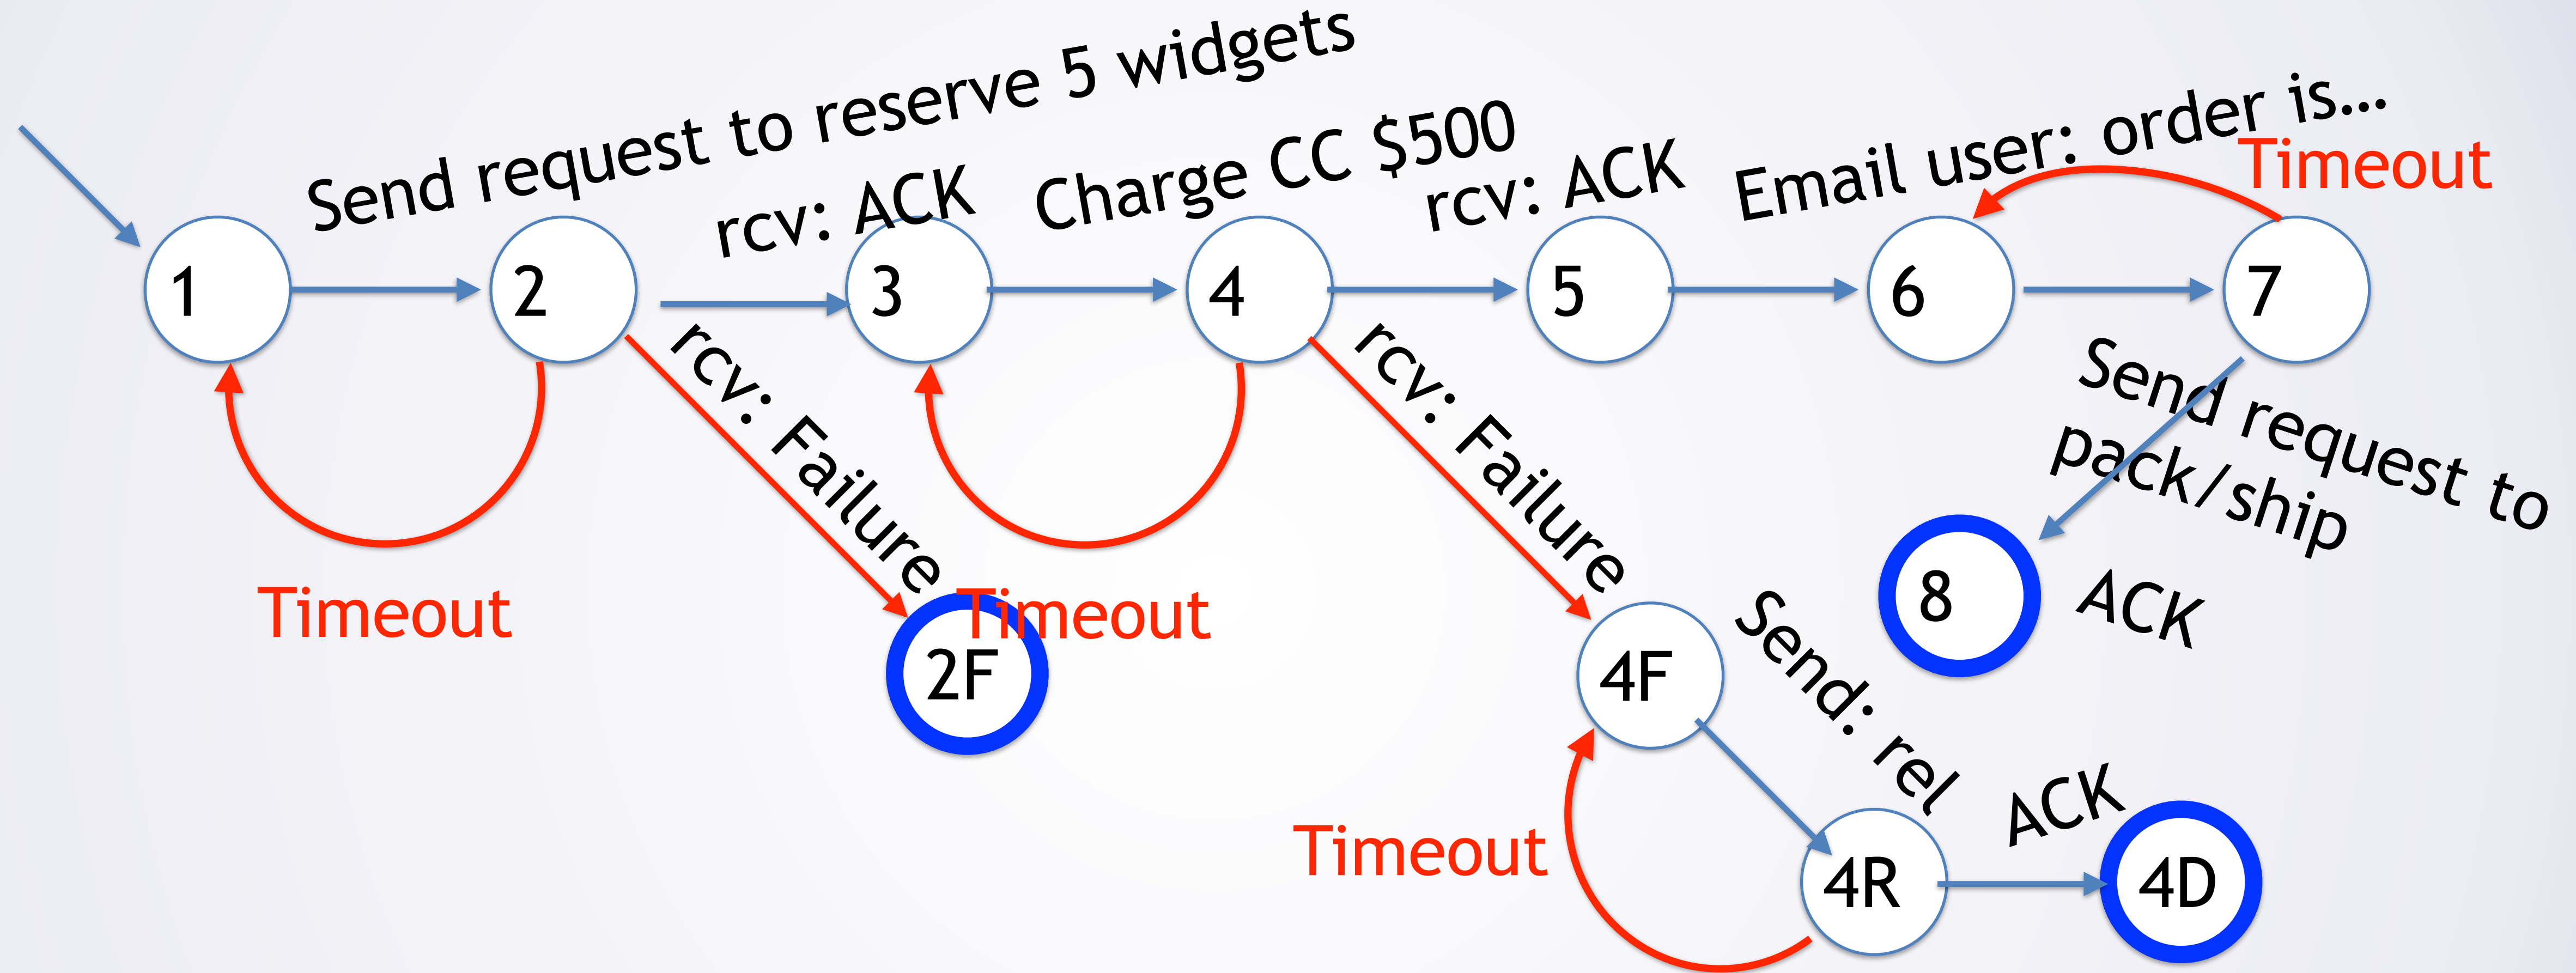 Send request to reserve 5 widgets
rcv: ACK
Charge CC $500
rcv: ACK
Email user: order is…
Timeout
1
2
3
4
5
6
7
rcv: Failure
rcv: Failure
Send request to
pack/ship
Timeout
Timeout
2F
4F
Send: rel
8
ACK
Timeout
4R
ACK
4D